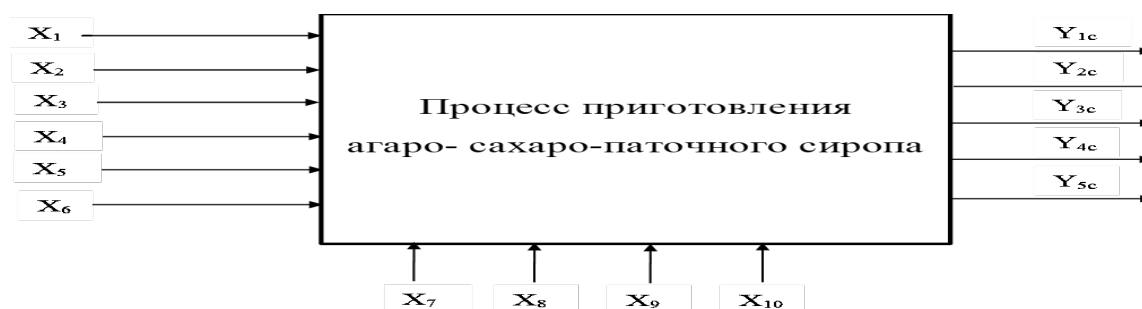 X₁
X₂
X₃
X₄
X₅
X₆
Процесс приготовления
агаро- сахаро-паточного сиропа
Y₁c
Y₂c
Y₃c
Y₄c
Y₅c
X₇ X₈ X₉ X₁₀